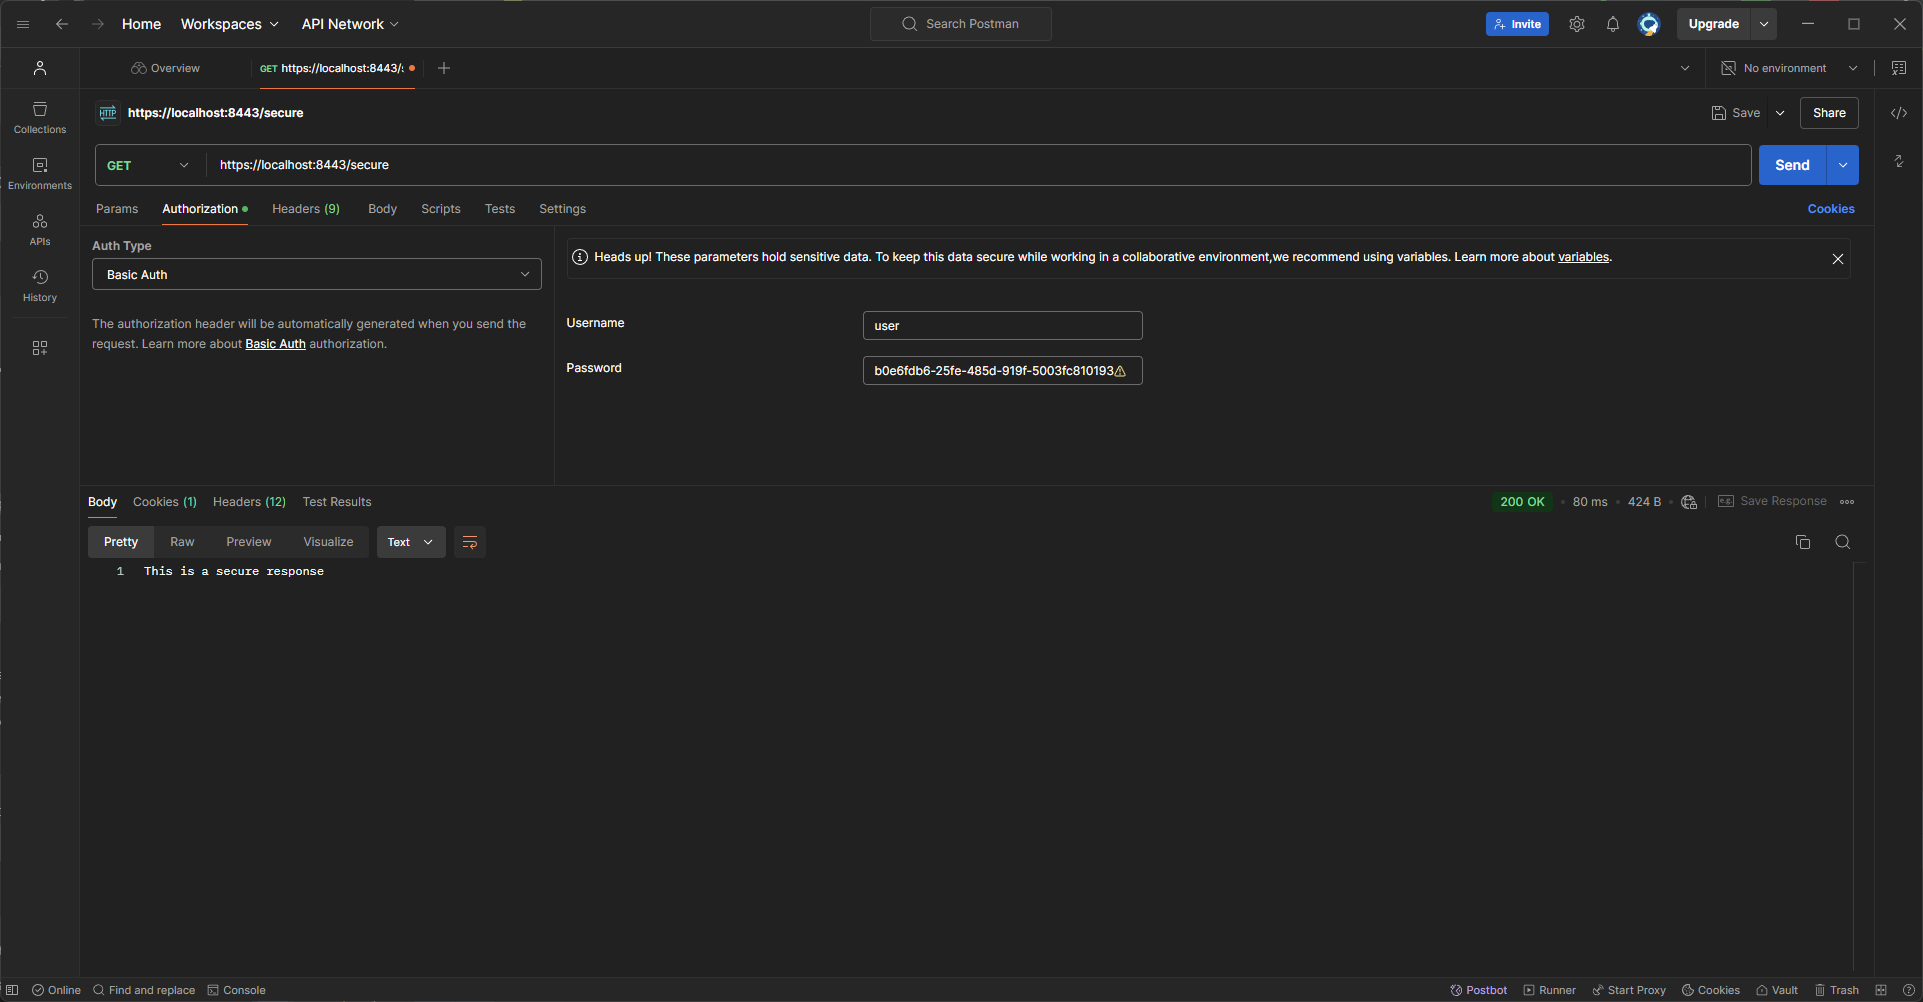 Home Workspaces API Network Search Postman Invite Upgrade
Overview GET https://localhost:8443/s No environment
HTTP https://localhost:8443/secure Save Share
GET https://localhost:8443/secure Send
Params Authorization Headers (9) Body Scripts Tests Settings Cookies
Collections
Environments
APIs
History
Auth Type
Basic Auth
The authorization header will be automatically generated when you send the
request. Learn more about Basic Auth authorization.
Heads up! These parameters hold sensitive data. To keep this data secure while working in a collaborative environment,we recommend using variables. Learn more about variables.
Username user
Password b0e6fdb6-25fe-485d-919f-5003fc810193
Body Cookies (1) Headers (12) Test Results 200 OK 80 ms 424 B e.g. Save Response
Pretty Raw Preview Visualize Text
1 This is a secure response
Online Find and replace Console Postbot Runner Start Proxy Cookies Vault Trash